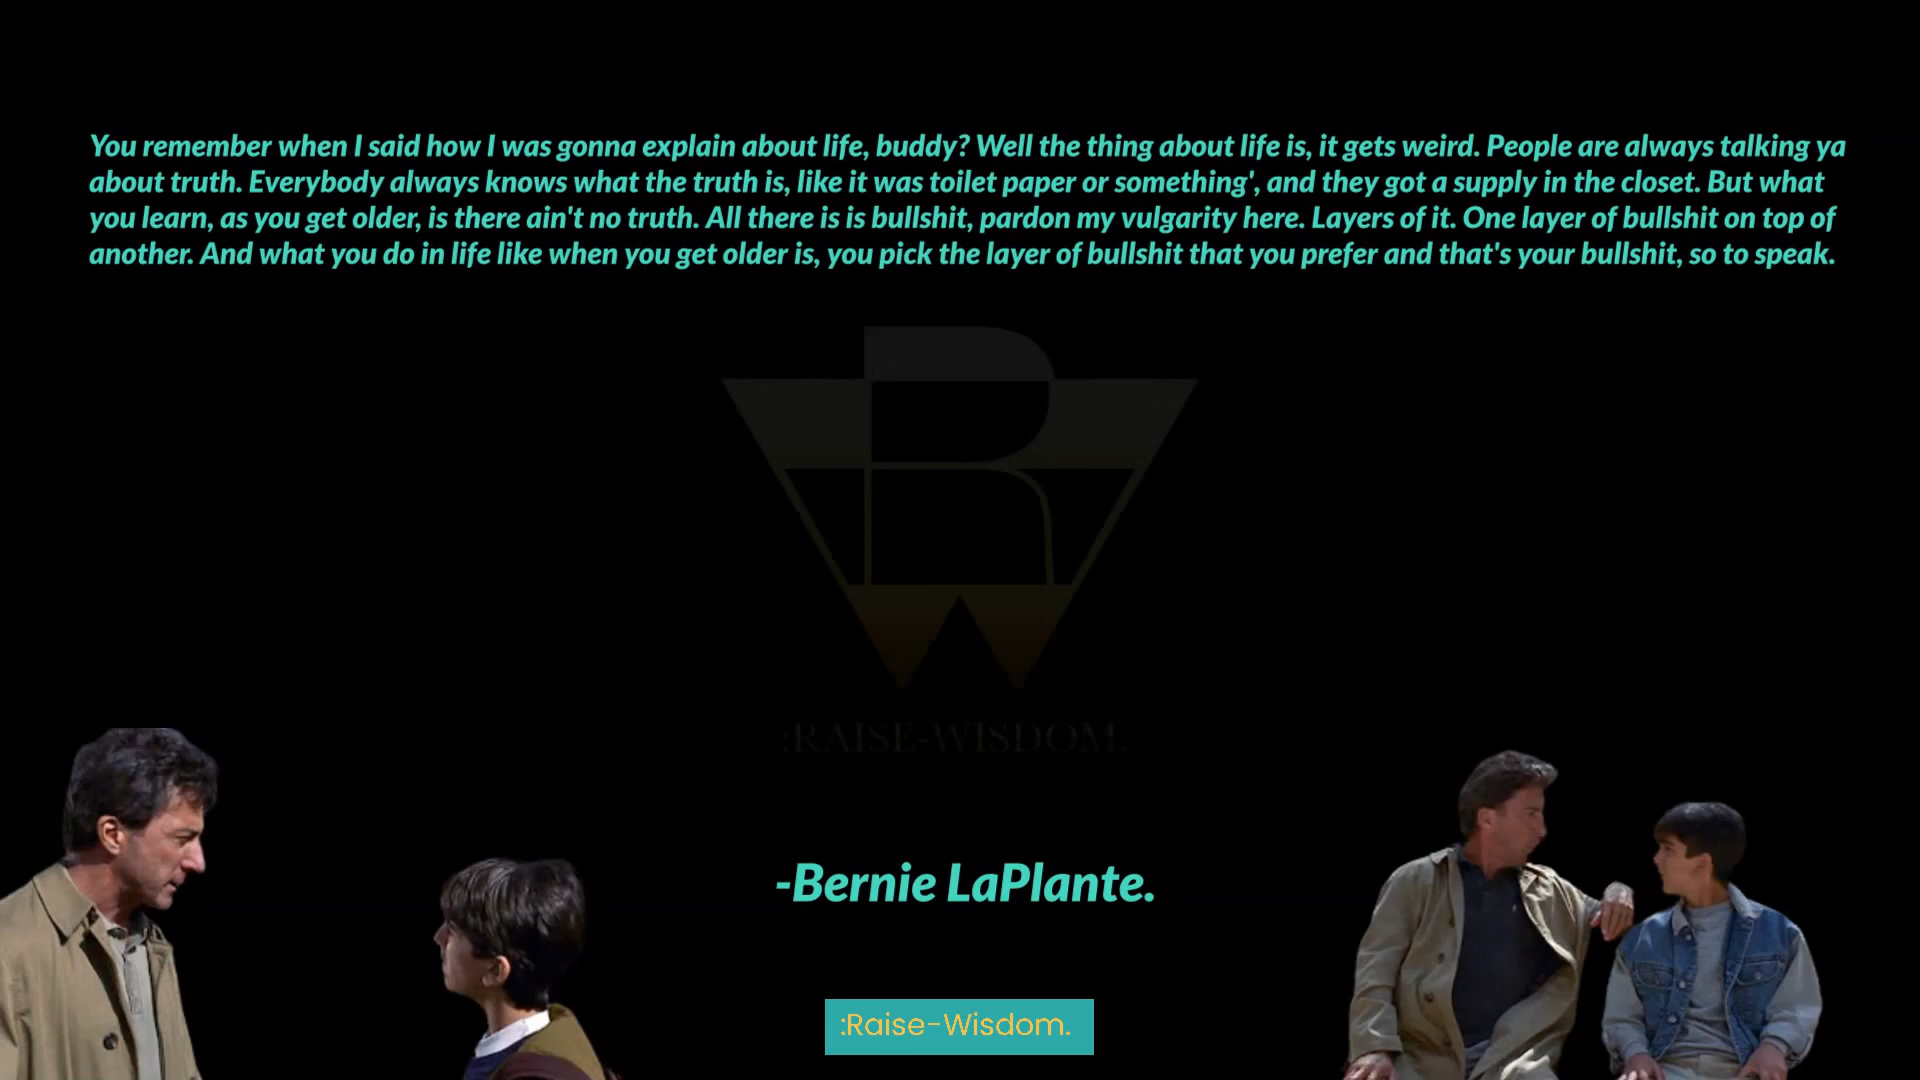 You remember when I said how I was gonna explain about life, buddy? Well the thing about life is, it gets weird. People are always talking ya
about truth. Everybody always knows what the truth is, like it was toilet paper or something', and they got a supply in the closet. But what
you learn, as you get older, is there ain't no truth. All there is is bullshit, pardon my vulgarity here. Layers of it. One layer of bullshit on top of
another. And what you do in life like when you get older is, you pick the layer of bullshit that you prefer and that's your bullshit, so to speak.
RW
:RAISE-WISDOM.
-Bernie LaPlante.
:Raise-Wisdom.